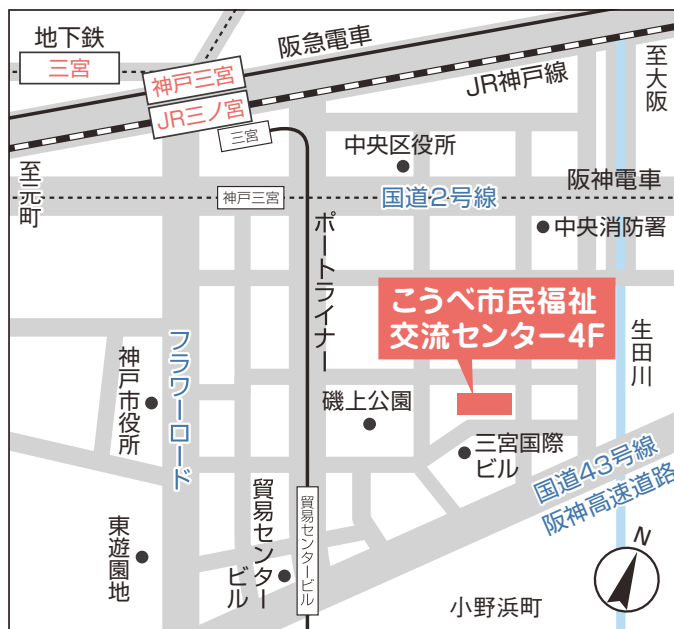 地下鉄
三宮
阪急電車
神戸三宮
JR三ノ宮
JR神戸線
至大阪
三宮
中央区役所
至元町
阪神電車
神戸三宮
国道2号線
中央消防署
ポートライナー
こうべ市民福祉
交流センター4F
生田川
フラワーロード
神戸市役所
磯上公園
三宮国際
ビル
国道43号線
阪神高速道路
貿易センター
ビル
貿易センタービル
東遊園地
小野浜町
N